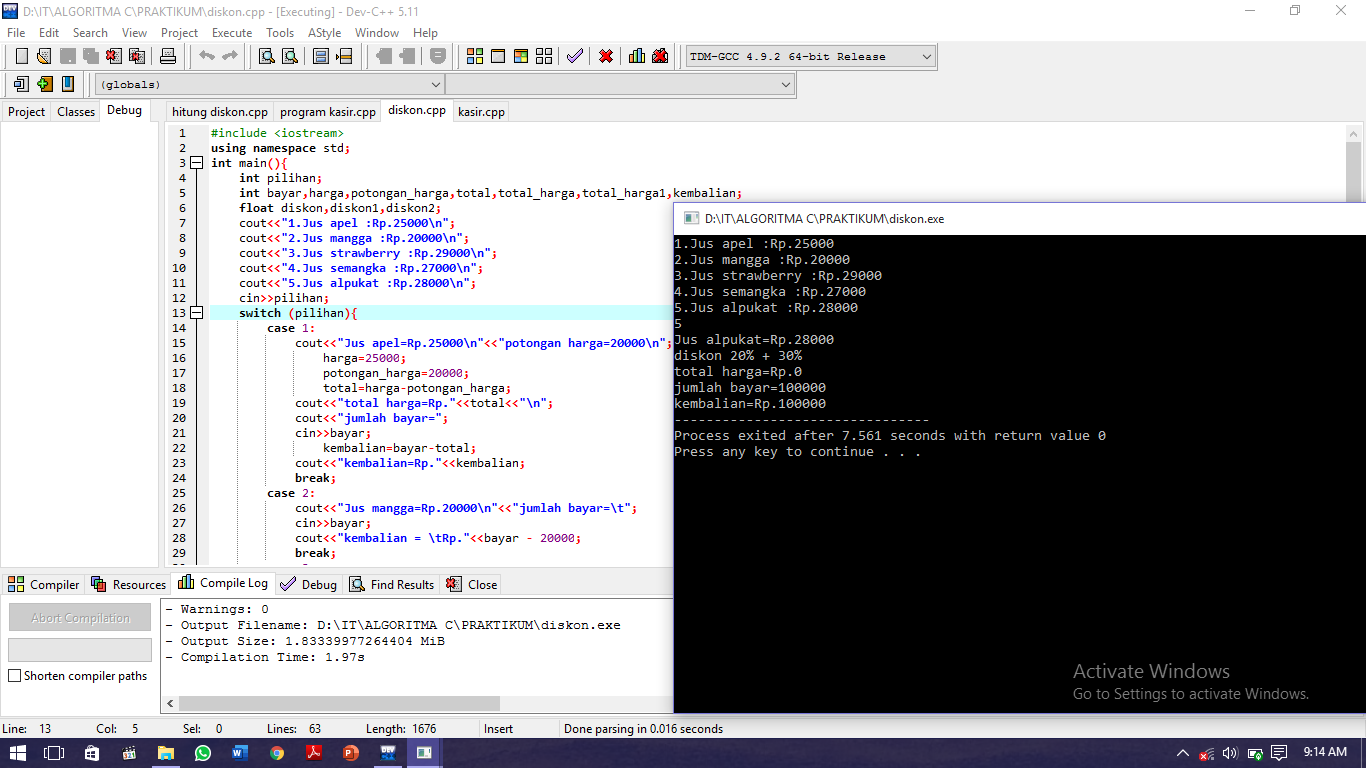 D:\IT\ALGORITMA C\PRAKTIKUM\diskon.cpp - [Executing] - Dev-C++ 5.11
File Edit Search View Project Execute Tools AStyle Window Help
TDM-GCC 4.9.2 64-bit Release
(globals)
Project Classes Debug
hitung diskon.cpp program kasir.cpp diskon.cpp kasir.cpp
1 #include <iostream>
2 using namespace std;
3 int main(){
4 int pilihan;
5 int bayar,harga,potongan_harga,total,total_harga,total_harga1,kembalian;
6 float diskon,diskon1,diskon2;
7 cout<<"1.Jus apel :Rp.25000\n";
8 cout<<"2.Jus mangga :Rp.20000\n";
9 cout<<"3.Jus strawberry :Rp.29000\n";
10 cout<<"4.Jus semangka :Rp.27000\n";
11 cout<<"5.Jus alpukat :Rp.28000\n";
12 cin>>pilihan;
13 switch (pilihan){
14 case 1:
15 cout<<"Jus apel=Rp.25000\n"<<"potongan harga=20000\n";
16 harga=25000;
17 potongan_harga=20000;
18 total=harga-potongan_harga;
19 cout<<"total harga=Rp."<<total<<"\n";
20 cout<<"jumlah bayar=";
21 cin>>bayar;
22 kembalian=bayar-total;
23 cout<<"kembalian=Rp."<<kembalian;
24 break;
25 case 2:
26 cout<<"Jus mangga=Rp.20000\n"<<"jumlah bayar=\t";
27 cin>>bayar;
28 cout<<"kembalian = \tRp."<<bayar - 20000;
29 break;
D:\IT\ALGORITMA C\PRAKTIKUM\diskon.exe
1.Jus apel :Rp.25000
2.Jus mangga :Rp.20000
3.Jus strawberry :Rp.29000
4.Jus semangka :Rp.27000
5.Jus alpukat :Rp.28000
5
Jus alpukat=Rp.28000
diskon 20% + 30%
total harga=Rp.0
jumlah bayar=100000
kembalian=Rp.100000
--------------------------------
Process exited after 7.561 seconds with return value 0
Press any key to continue . . .
Compiler Resources Compile Log Debug Find Results Close
Abort Compilation
Shorten compiler paths
- Warnings: 0
- Output Filename: D:\IT\ALGORITMA C\PRAKTIKUM\diskon.exe
- Output Size: 1.83339977264404 MiB
- Compilation Time: 1.97s
Activate Windows
Go to Settings to activate Windows.
Line: 13 Col: 5 Sel: 0 Lines: 63 Length: 1676 Insert Done parsing in 0.016 seconds
9:14 AM